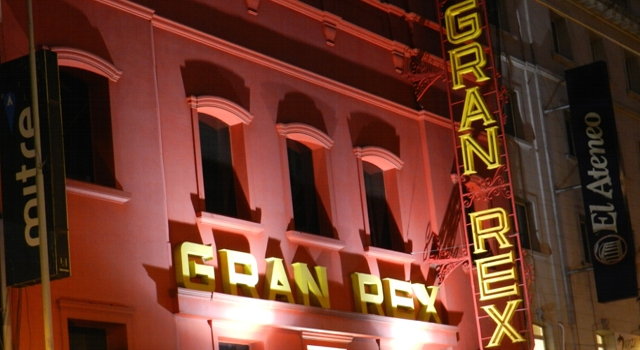 mitre
GRAN REX
GRAN REX
El Ateneo